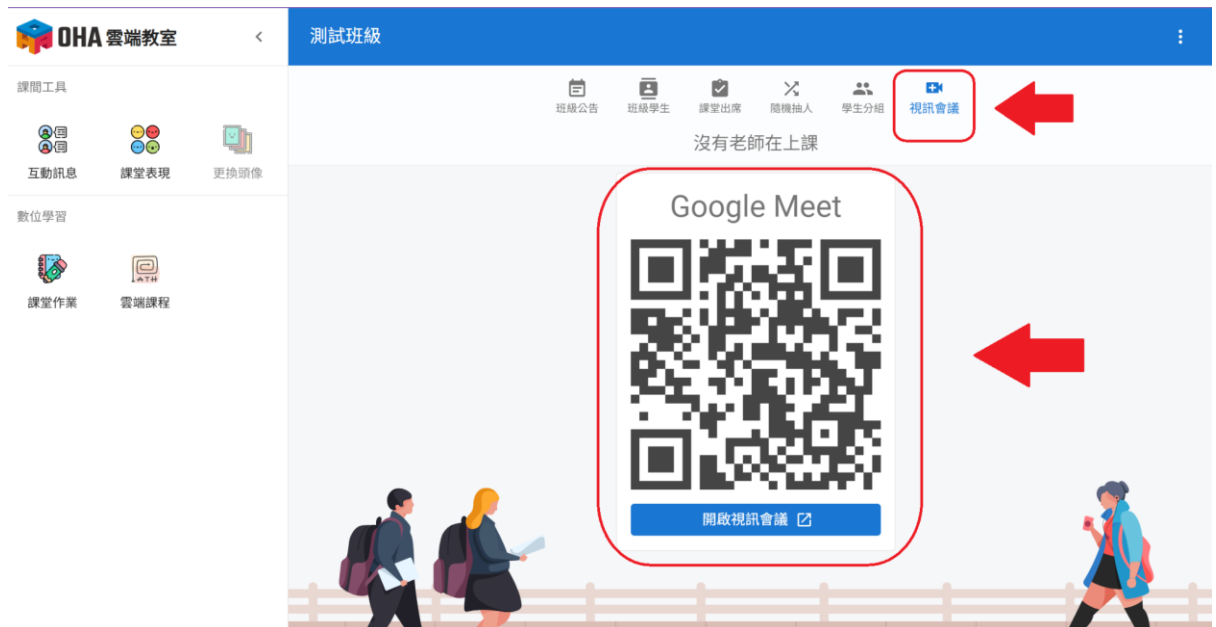 OHA 雲端教室
測試班級
課間工具
互動訊息 課堂表現 更換頭像
數位學習
課堂作業 雲端課程
班級公告 班級學生 課堂出席 隨機抽人 學生分組 視訊會議
沒有老師在上課
Google Meet
開啟視訊會議